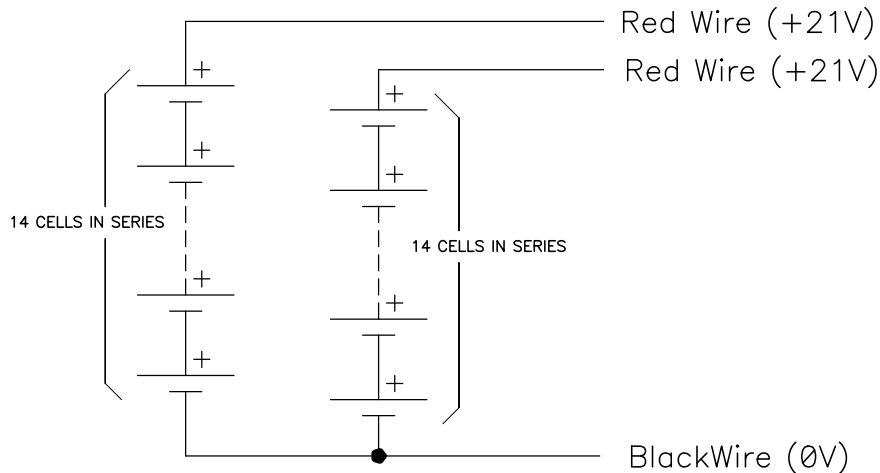 Red Wire (+21V)
Red Wire (+21V)
14 CELLS IN SERIES
14 CELLS IN SERIES
BlackWire (0V)